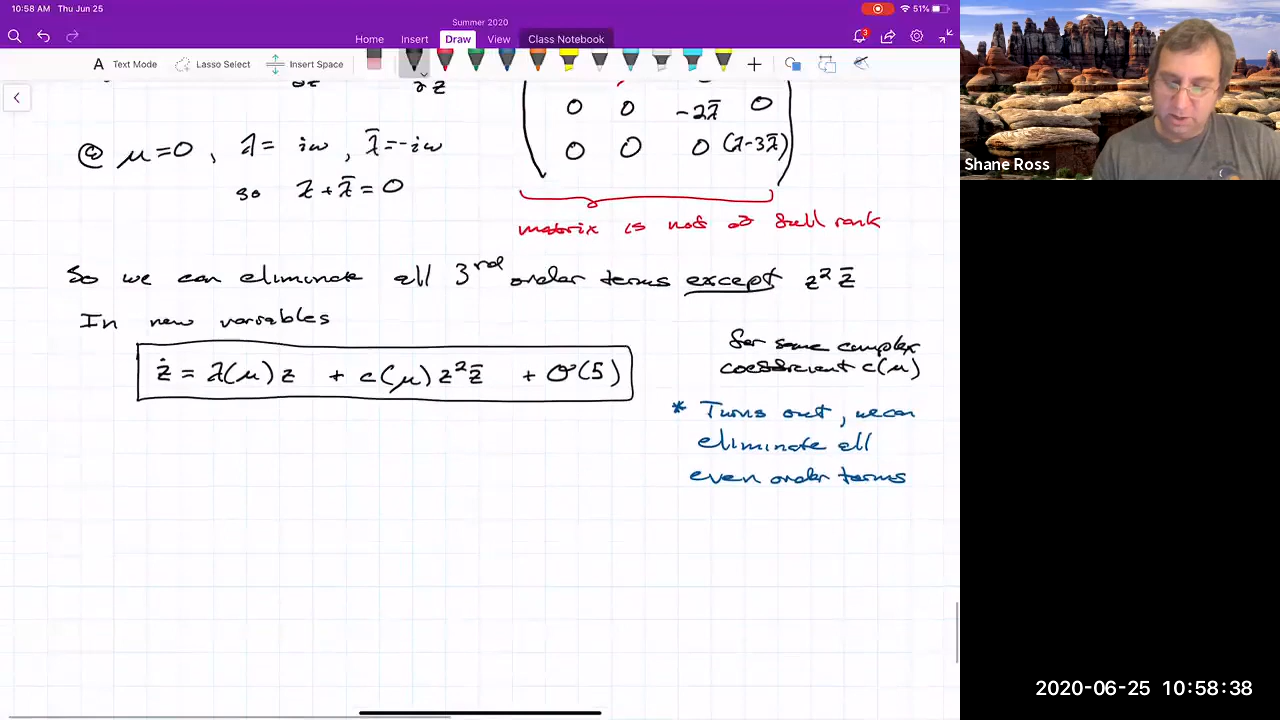 10:58 AM Thu Jun 25
51%
Summer 2020
Home Insert Draw View Class Notebook
3
A Text Mode Lasso Select Insert Space
∂z ∂z
0 0 -2λ̄ 0
0 0 0 (λ-3λ̄)
@ μ=0, λ= iω, λ̄=-iω
so λ+λ̄=0
matrix is not of full rank
So we can eliminate all 3rd order terms except z² z̄
In new variables
ż = λ(μ) z + c(μ) z² z̄ + O(5)
for some complex
coefficient c(μ)
* Turns out, we can
eliminate all
even order terms
Shane Ross
2020-06-25 10:58:38